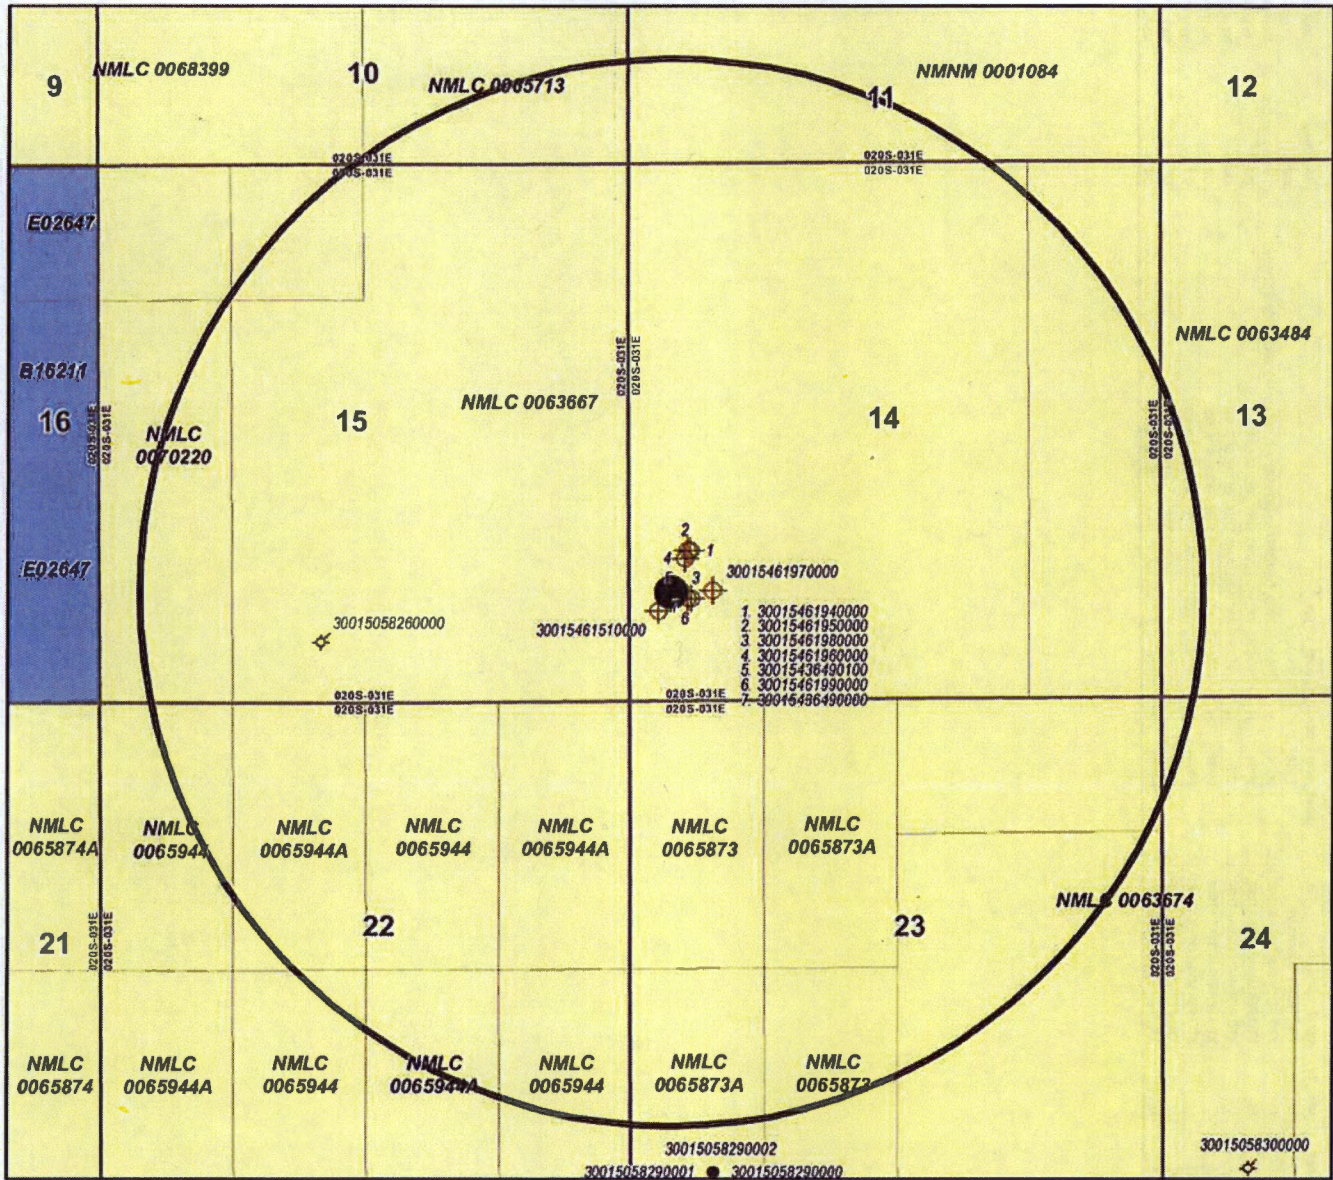 9
NMLC 0068399
10
NMLC 0065713
11
NMNM 0001084
12
020S-031E
020S-031E
020S-031E
020S-031E
E02647
B16211
16
020S-031E
020S-031E
NMLC
0070220
15
NMLC 0063667
020S-031E
020S-031E
14
NMLC 0063484
13
020S-031E
020S-031E
E02647
2
1
4
5
3
6
30015461970000
30015461510000
30015058260000
1. 30015461940000
2. 30015461950000
3. 30015461980000
4. 30015461960000
5. 30015436490100
6. 30015461990000
7. 30015436490000
020S-031E
020S-031E
020S-031E
020S-031E
NMLC
0065874A
NMLC
0065944
NMLC
0065944A
NMLC
0065944
NMLC
0065944A
NMLC
0065873
NMLC
0065873A
NMLC 0063674
21
020S-031E
020S-031E
22
23
020S-031E
020S-031E
24
NMLC
0065874
NMLC
0065944A
NMLC
0065944
NMLC
0065944A
NMLC
0065944
NMLC
0065873A
NMLC
0065873
30015058290002
30015058290001
30015058290000
30015058300000